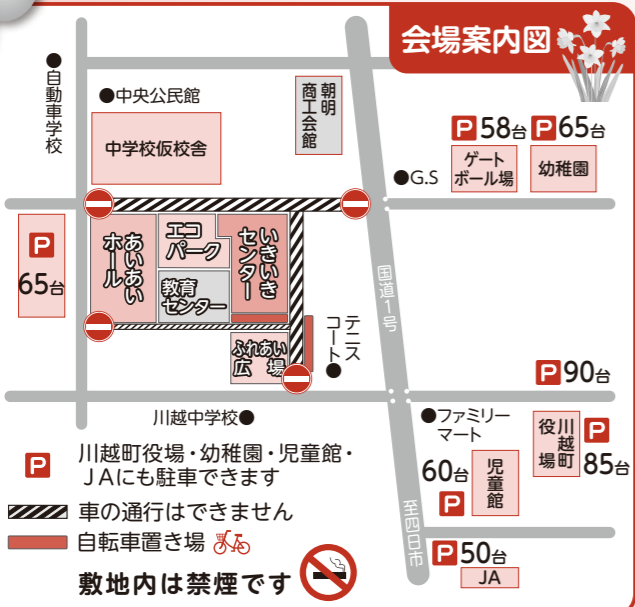 会場案内図
●自動車学校
●中央公民館
中学校仮校舎
朝明
商工会館
P58台
P65台
ゲート
ボール場
幼稚園
●G.S
P
65台
あいあい
ホール
エコ
パーク
いきいき
センター
教育
センター
ふれあい
広場
テニス
コート●
国道1号
川越中学校●
P90台
●ファミリー
マート
川越町
役場
P
85台
60台
P
児童館
至四日市
P50台
JA
P
川越町役場・幼稚園・児童館・
JAにも駐車できます
車の通行はできません
自転車置き場
敷地内は禁煙です